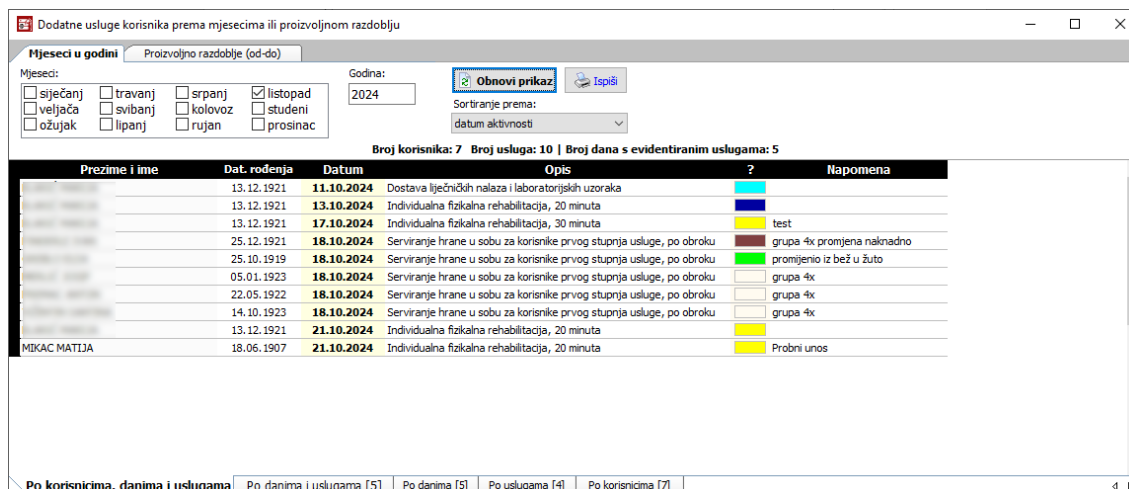 Dodatne usluge korisnika prema mjesecima ili proizvoljnom razdoblju
Mjeseci u godini Proizvoljno razdoblje (od-do)
Mjeseci: Godina:
siječanj travanj srpanj listopad 2024 Obnovi prikaz Ispiši
veljača svibanj kolovoz studeni Sortiranje prema:
ožujak lipanj rujan prosinac datum aktivnosti
Broj korisnika: 7 Broj usluga: 10 | Broj dana s evidentiranim uslugama: 5
Prezime i ime Dat. rođenja Datum Opis ? Napomena
13.12.1921 11.10.2024 Dostava liječničkih nalaza i laboratorijskih uzoraka
13.12.1921 13.10.2024 Individualna fizikalna rehabilitacija, 20 minuta
13.12.1921 17.10.2024 Individualna fizikalna rehabilitacija, 30 minuta test
25.12.1921 18.10.2024 Serviranje hrane u sobu za korisnike prvog stupnja usluge, po obroku grupa 4x promjena naknadno
25.10.1919 18.10.2024 Serviranje hrane u sobu za korisnike prvog stupnja usluge, po obroku promijenio iz bež u žuto
05.01.1923 18.10.2024 Serviranje hrane u sobu za korisnike prvog stupnja usluge, po obroku grupa 4x
22.05.1922 18.10.2024 Serviranje hrane u sobu za korisnike prvog stupnja usluge, po obroku grupa 4x
14.10.1923 18.10.2024 Serviranje hrane u sobu za korisnike prvog stupnja usluge, po obroku grupa 4x
13.12.1921 21.10.2024 Individualna fizikalna rehabilitacija, 20 minuta
MIKAC MATIJA 18.06.1907 21.10.2024 Individualna fizikalna rehabilitacija, 20 minuta Probni unos
Po korisnicima, danima i uslugama Po danima i uslugama [5] Po danima [5] Po uslugama [4] Po korisnicima [7]